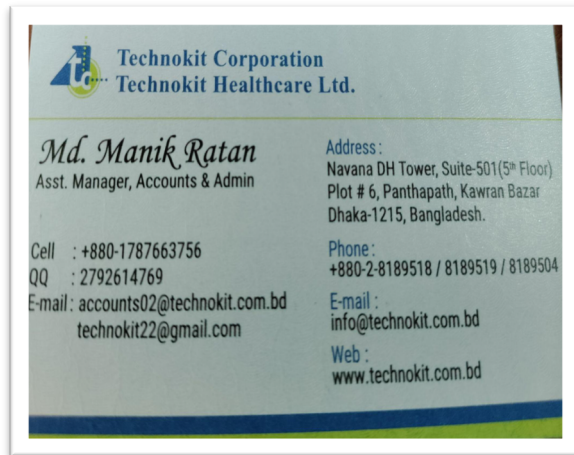 Technokit Corporation
Technokit Healthcare Ltd.
Md. Manik Ratan
Asst. Manager, Accounts & Admin
Cell : +880-1787663756
QQ : 2792614769
E-mail : accounts02@technokit.com.bd
technokit22@gmail.com
Address :
Navana DH Tower, Suite-501(5th Floor)
Plot # 6, Panthapath, Kawran Bazar
Dhaka-1215, Bangladesh.
Phone :
+880-2-8189518 / 8189519 / 8189504
E-mail :
info@technokit.com.bd
Web :
www.technokit.com.bd